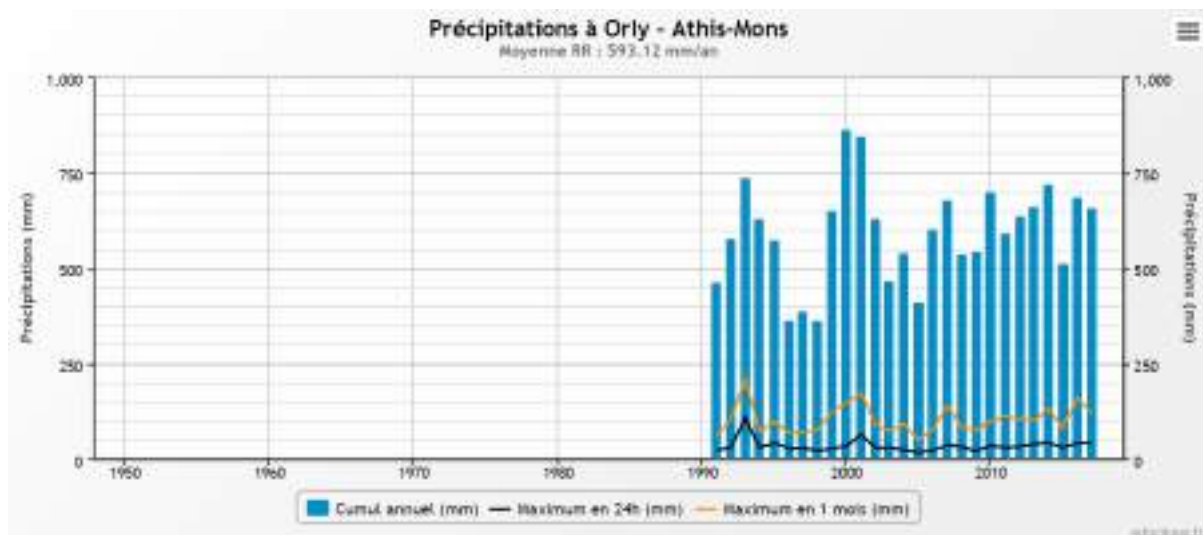 Précipitations à Orly - Athis-Mons
Moyenne RR : 593.12 mm/an
1,000
750
500
250
0
Précipitations (mm)
1,000
750
500
250
0
Précipitations (mm)
1950 1960 1970 1980 1990 2000 2010
Cumul annuel (mm) Maximum en 24h (mm) Maximum en 1 mois (mm)